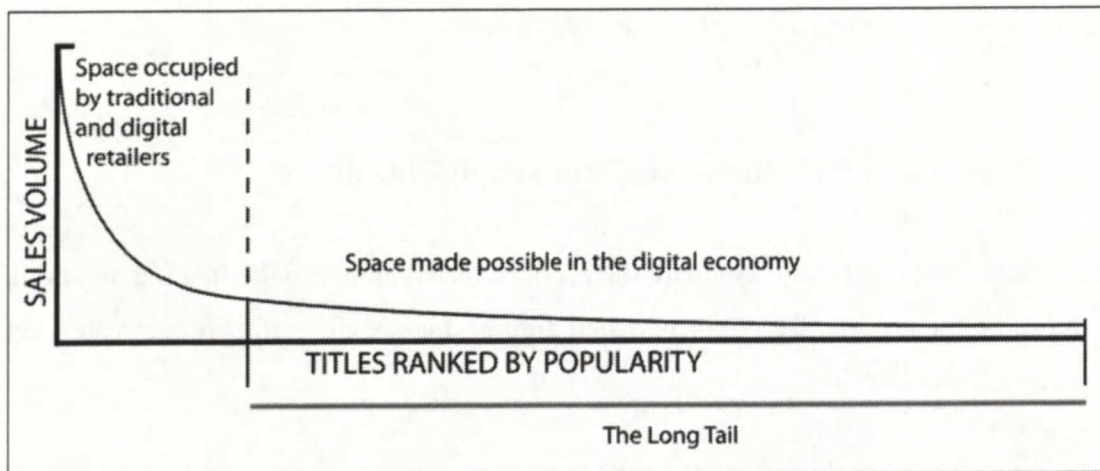 Space occupied
by traditional
and digital
retailers
SALES VOLUME
Space made possible in the digital economy
TITLES RANKED BY POPULARITY
The Long Tail